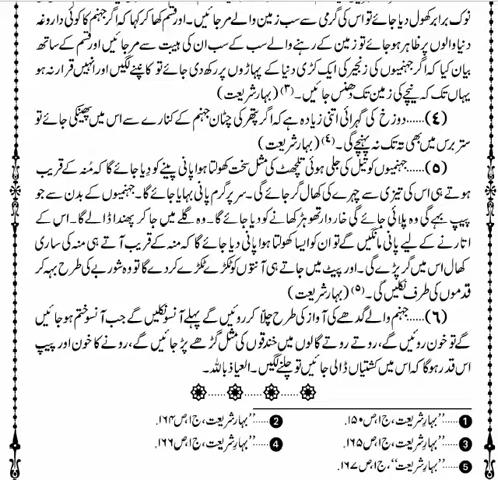 نوک برابر کھول دیا جائے تو اس کی گرمی سے سب زمین والے مر جائیں۔ اور قسم کھا کر کہا کہ اگر جہنم کا کوئی داروغہ
دنیا والوں پر ظاہر ہو جائے تو زمین کے رہنے والے سب کے سب ان کی ہیبت سے مر جائیں اور قسم کے ساتھ
بیان کیا کہ اگر جہنمیوں کی زنجیر کی ایک کڑی دنیا کے پہاڑوں پر رکھ دی جائے تو کانپنے لگیں اور انہیں قرار نہ ہو
یہاں تک کہ نیچے کی زمین تک دھنس جائیں۔ (۳) (بہارِ شریعت)
(۴)……دوزخ کی گہرائی اتنی زیادہ ہے کہ اگر پتھر کی چٹان جہنم کے کنارے سے اس میں پھینکی جائے تو
ستر برس میں بھی تہ تک نہ پہنچے گی۔ (۴) (بہارِ شریعت)
(۵)……جہنمیوں کو تیل کی جلی ہوئی تلچھٹ کی مثل سخت کھولتا ہوا پانی پینے کو دیا جائے گا کہ منہ کے قریب
ہوتے ہی اس کی تیزی سے چہرے کی کھال گر جائے گی۔ سر پر گرم پانی بہایا جائے گا۔ جہنمیوں کے بدن سے جو
پیپ بہے گی وہ پلائی جائے گی خاردار تھوہڑ کھانے کو دیا جائے گا۔ وہ گلے میں جا کر پھندا ڈالے گا۔ اس کے
اتارنے کے لیے پانی مانگیں گے تو ان کو ایسا کھولتا ہوا پانی دیا جائے گا کہ منہ کے قریب آتے ہی منہ کی ساری
کھال اس میں گر پڑے گی۔ اور پیٹ میں جاتے ہی آنتوں کو ٹکڑے ٹکڑے کر دے گا تو وہ شوربے کی طرح بہہ کر
قدموں کی طرف نکلیں گی۔ (۵) (بہارِ شریعت)
(۶)……جہنم والے گدھے کی آواز کی طرح چلّا کر روئیں گے پہلے آنسو نکلیں گے جب آنسو ختم ہو جائیں
گے تو خون روئیں گے، روتے روتے گالوں میں خندقوں کی مثل گڑھے پڑ جائیں گے، رونے کا خون اور پیپ
اس قدر ہوگا کہ اس میں کشتیاں ڈالی جائیں تو چلنے لگیں۔ العیاذ باللہ۔
❶……"بہارِ شریعت، ج ا، ص ۱۵۰. ❷……"بہارِ شریعت، ج ا، ص ۱۶۴.
❸……"بہارِ شریعت، ج ا، ص ۱۶۵. ❹……"بہارِ شریعت، ج ا، ص ۱۶۶.
❺……"بہارِ شریعت"، ج ا، ص ۱۶۷.